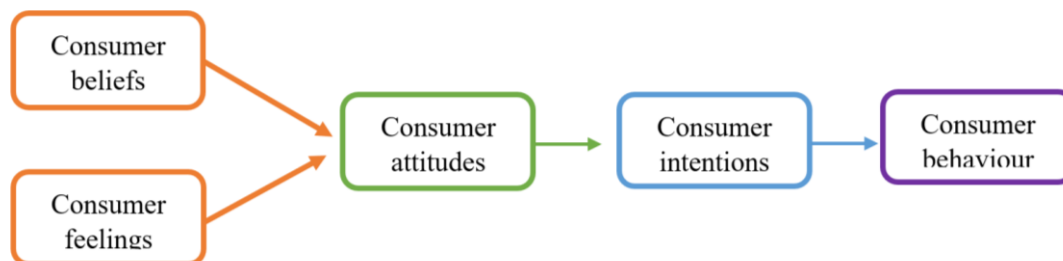 Consumer
beliefs
Consumer
feelings
Consumer
attitudes
Consumer
intentions
Consumer
behaviour